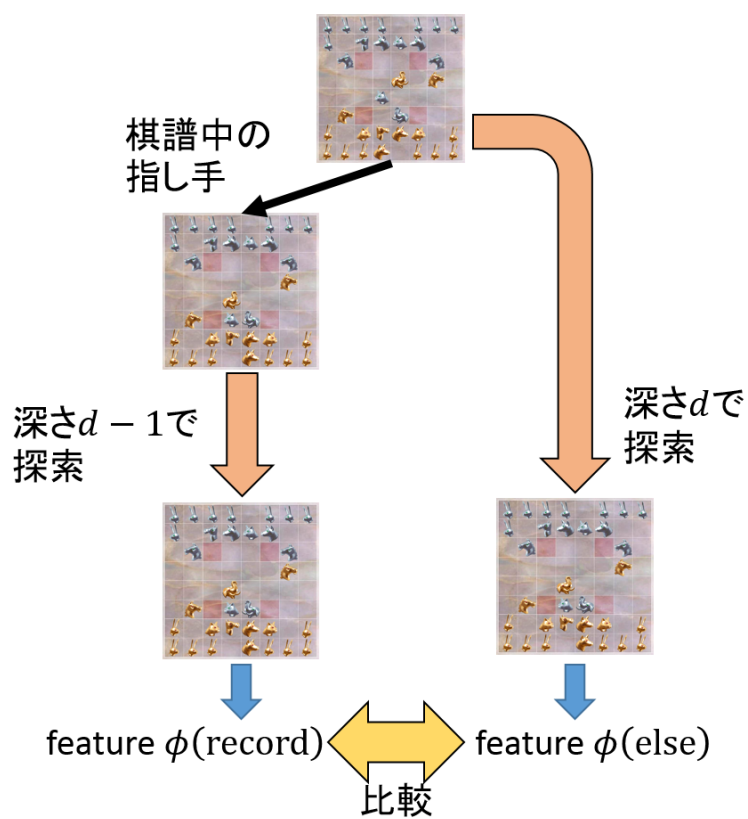 棋譜中の
指し手
深さd − 1で
探索
深さdで
探索
feature ϕ(record)
feature ϕ(else)
比較